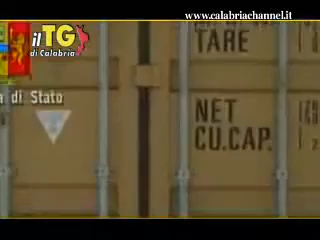 www.calabriachannel.it
il TG
di Calabria
di Stato
TARE
NET
CU.CAP.